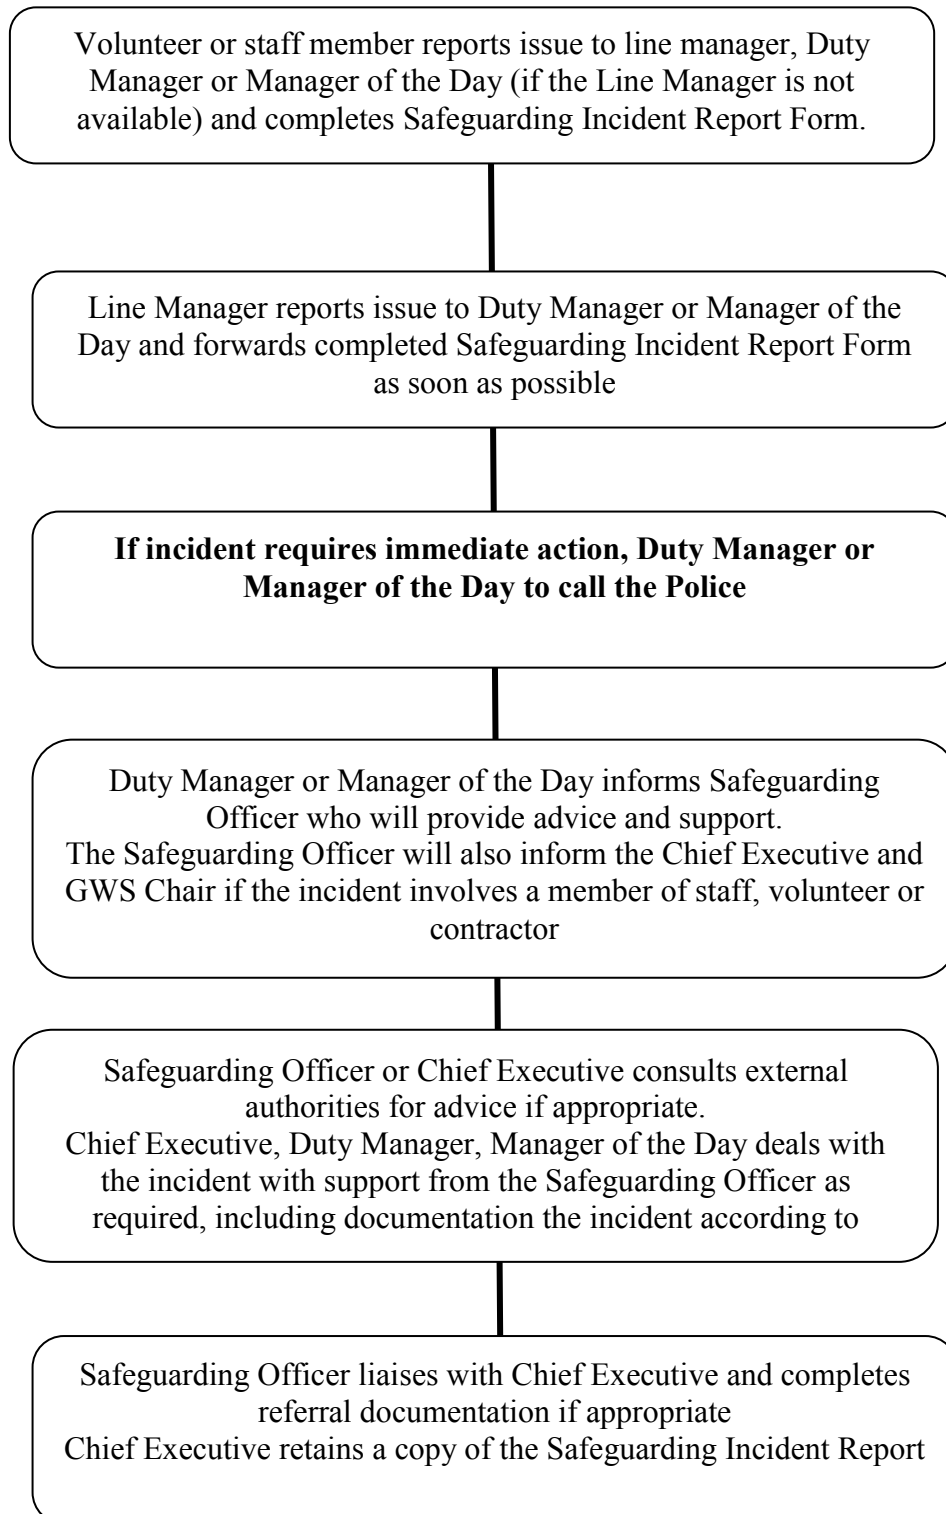 Volunteer or staff member reports issue to line manager, Duty
Manager or Manager of the Day (if the Line Manager is not
available) and completes Safeguarding Incident Report Form.
Line Manager reports issue to Duty Manager or Manager of the
Day and forwards completed Safeguarding Incident Report Form
as soon as possible
If incident requires immediate action, Duty Manager or
Manager of the Day to call the Police
Duty Manager or Manager of the Day informs Safeguarding
Officer who will provide advice and support.
The Safeguarding Officer will also inform the Chief Executive and
GWS Chair if the incident involves a member of staff, volunteer or
contractor
Safeguarding Officer or Chief Executive consults external
authorities for advice if appropriate.
Chief Executive, Duty Manager, Manager of the Day deals with
the incident with support from the Safeguarding Officer as
required, including documentation the incident according to
Safeguarding Officer liaises with Chief Executive and completes
referral documentation if appropriate
Chief Executive retains a copy of the Safeguarding Incident Report